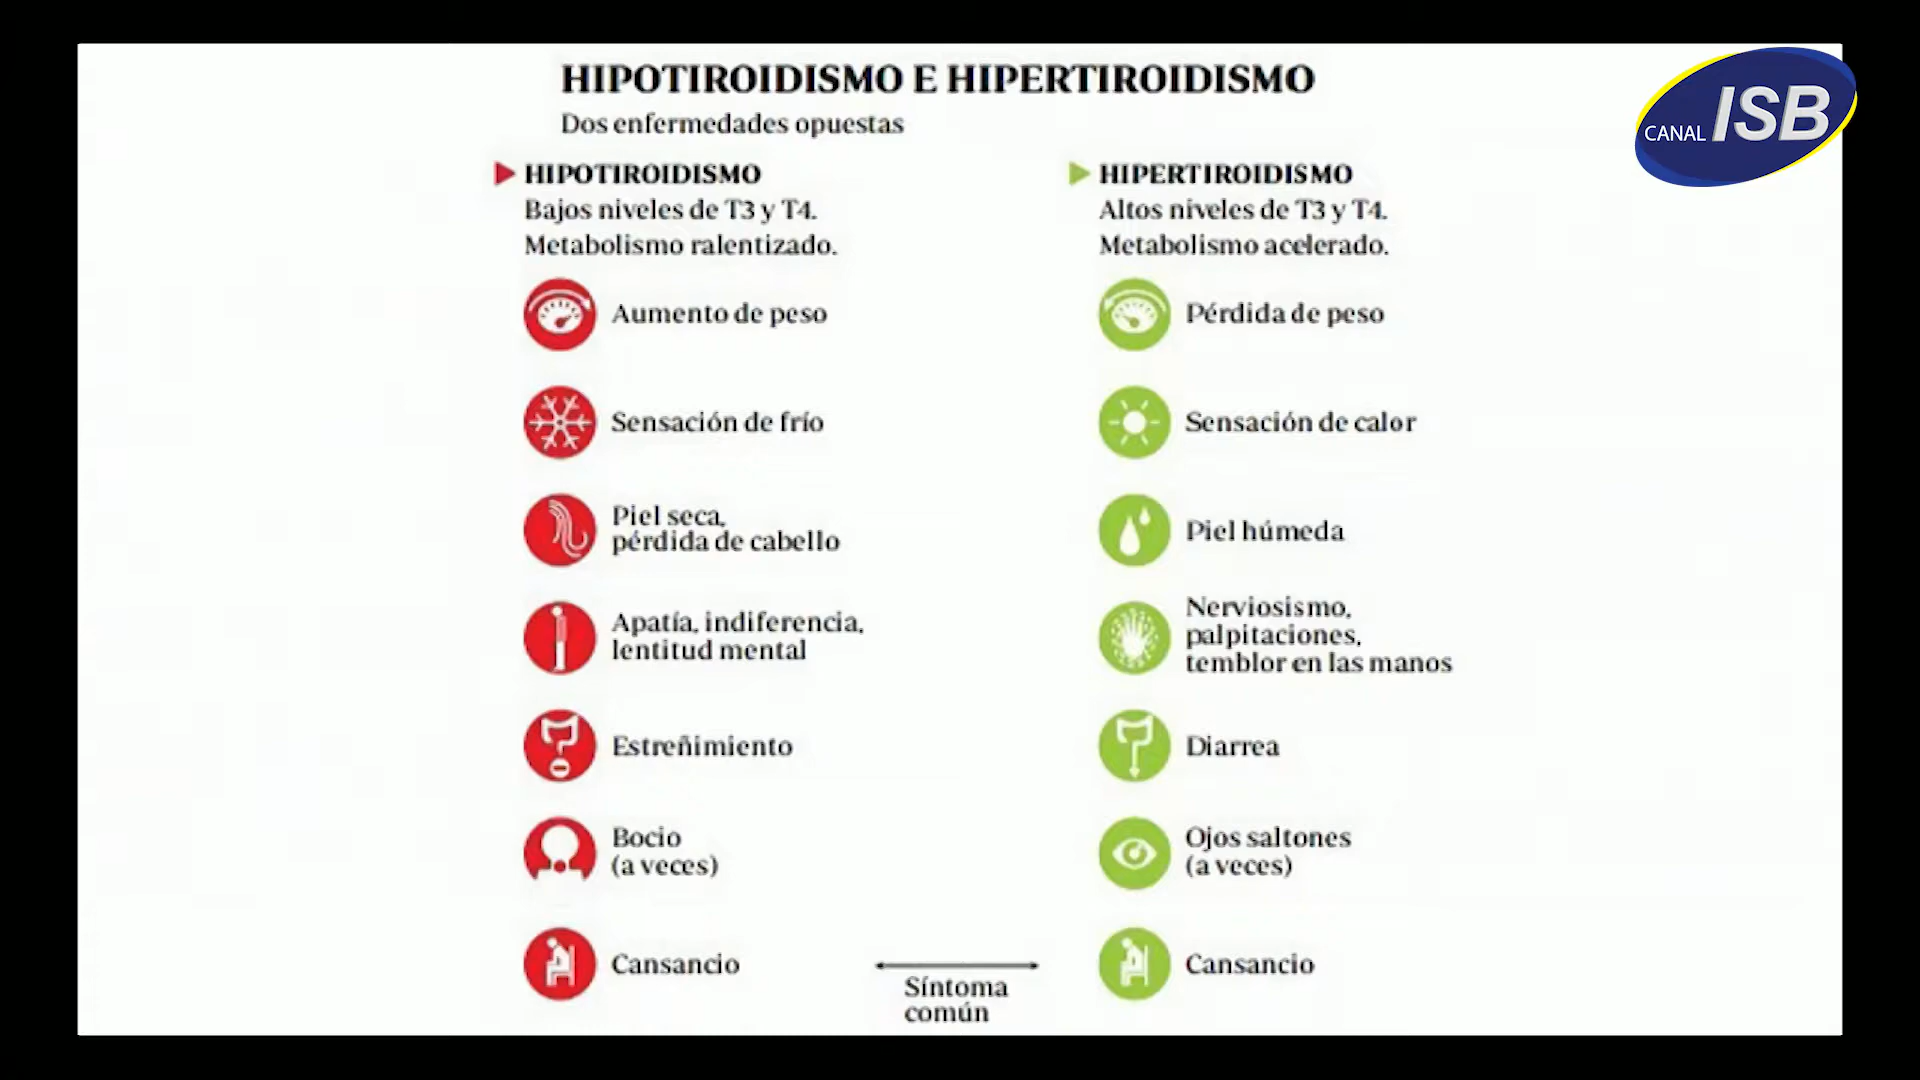 HIPOTIROIDISMO E HIPERTIROIDISMO
Dos enfermedades opuestas
CANAL ISB
HIPOTIROIDISMO
Bajos niveles de T3 y T4.
Metabolismo ralentizado.
Aumento de peso
Sensación de frío
Piel seca,
pérdida de cabello
Apatía, indiferencia,
lentitud mental
Estreñimiento
Bocio
(a veces)
Cansancio
Síntoma
común
HIPERTIROIDISMO
Altos niveles de T3 y T4.
Metabolismo acelerado.
Pérdida de peso
Sensación de calor
Piel húmeda
Nerviosismo,
palpitaciones,
temblor en las manos
Diarrea
Ojos saltones
(a veces)
Cansancio